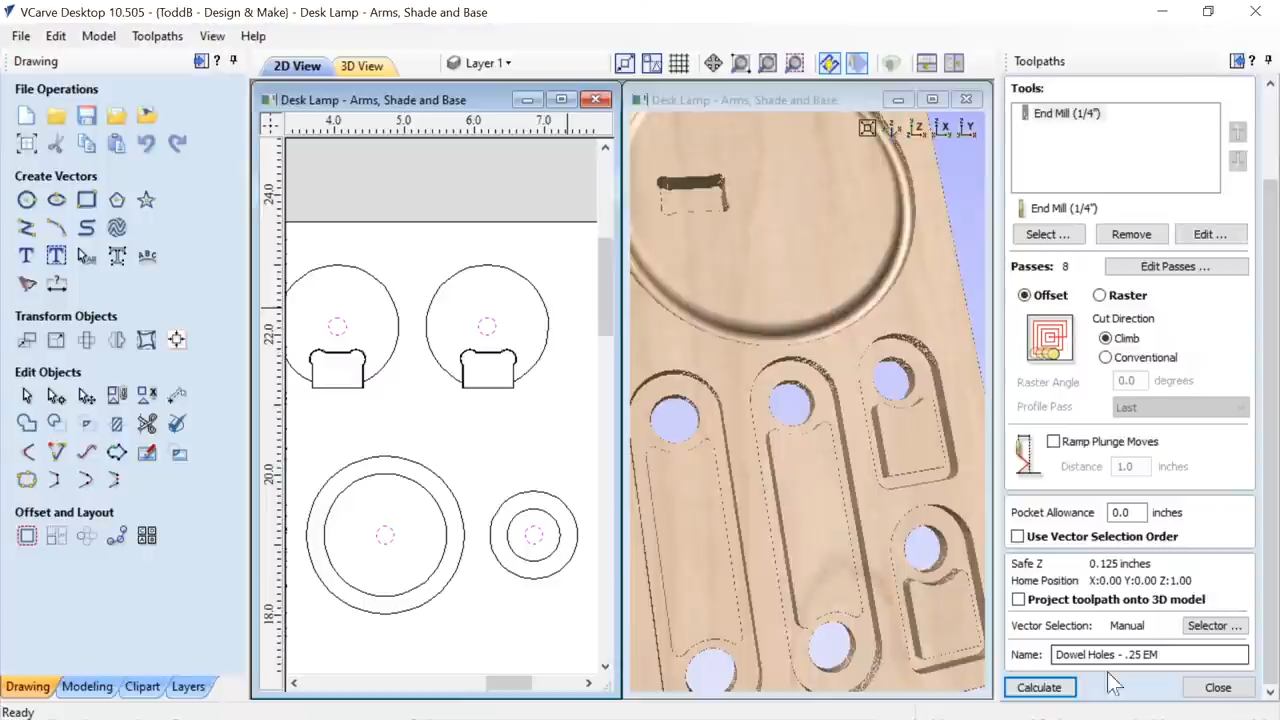 VCarve Desktop 10.505 - {ToddB - Design & Make} - Desk Lamp - Arms, Shade and Base
File Edit Model Toolpaths View Help
Drawing
File Operations
Create Vectors
Transform Objects
Edit Objects
Offset and Layout
Drawing Modeling Clipart Layers
Ready
2D View 3D View
Layer 1
Desk Lamp - Arms, Shade and Base
4.0 5.0 6.0 7.0
24.0
22.0
20.0
18.0
Desk Lamp - Arms, Shade and Base
Z X Y
Toolpaths
Tools:
End Mill (1/4")
End Mill (1/4")
Select ... Remove Edit ...
Passes: 8 Edit Passes ...
Offset Raster
Cut Direction
Climb
Conventional
Raster Angle 0.0 degrees
Profile Pass Last
Ramp Plunge Moves
Distance 1.0 inches
Pocket Allowance 0.0 inches
Use Vector Selection Order
Safe Z 0.125 inches
Home Position X:0.00 Y:0.00 Z:1.00
Project toolpath onto 3D model
Vector Selection: Manual Selector ...
Name: Dowel Holes - .25 EM
Calculate Close